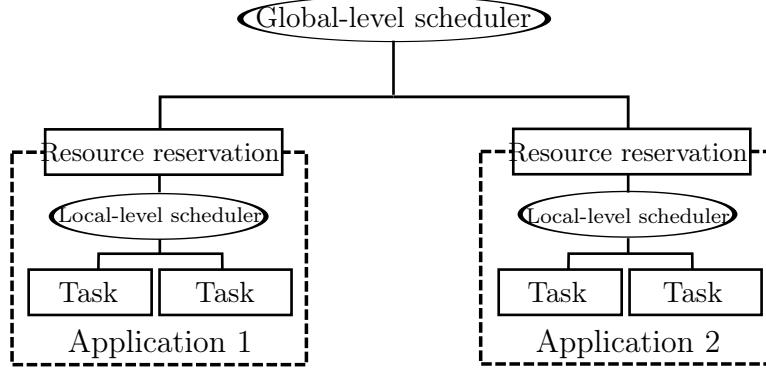 Global-level scheduler
Resource reservation
Resource reservation
Local-level scheduler
Local-level scheduler
Task
Task
Task
Task
Application 1
Application 2